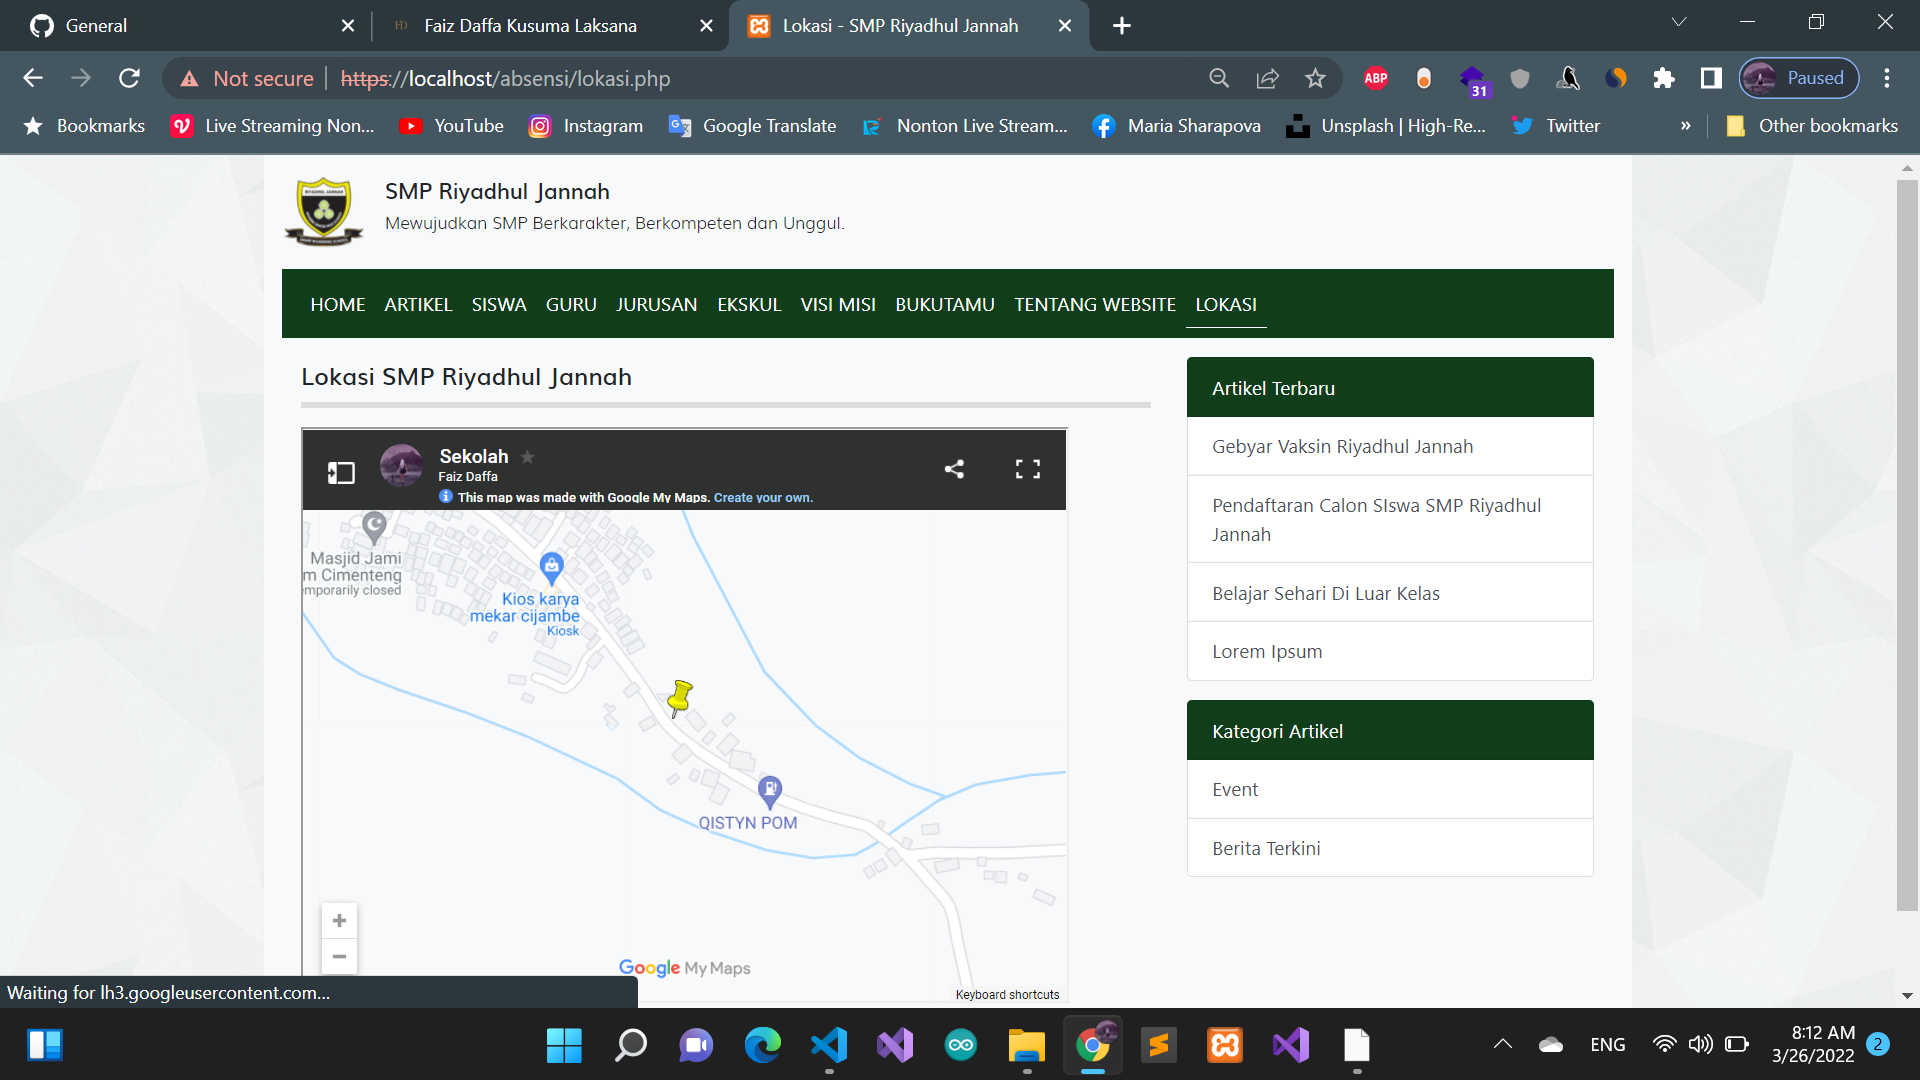 General
Faiz Daffa Kusuma Laksana
Lokasi - SMP Riyadhul Jannah
Not secure
https://localhost/absensi/lokasi.php
ABP
31
Paused
Bookmarks
Live Streaming Non...
YouTube
Instagram
Google Translate
Nonton Live Stream...
Maria Sharapova
Unsplash | High-Re...
Twitter
»
Other bookmarks
SMP Riyadhul Jannah
Mewujudkan SMP Berkarakter, Berkompeten dan Unggul.
HOME ARTIKEL SISWA GURU JURUSAN EKSKUL VISI MISI BUKUTAMU TENTANG WEBSITE LOKASI
Lokasi SMP Riyadhul Jannah
Sekolah
Faiz Daffa
This map was made with Google My Maps. Create your own.
Masjid Jami
m Cimenteng
mporarily closed
Kios karya
mekar cijambe
Kiosk
QISTYN POM
+
−
Google My Maps
Keyboard shortcuts
Artikel Terbaru
Gebyar Vaksin Riyadhul Jannah
Pendaftaran Calon SIswa SMP Riyadhul
Jannah
Belajar Sehari Di Luar Kelas
Lorem Ipsum
Kategori Artikel
Event
Berita Terkini
Waiting for lh3.googleusercontent.com...
ENG
8:12 AM
3/26/2022
2